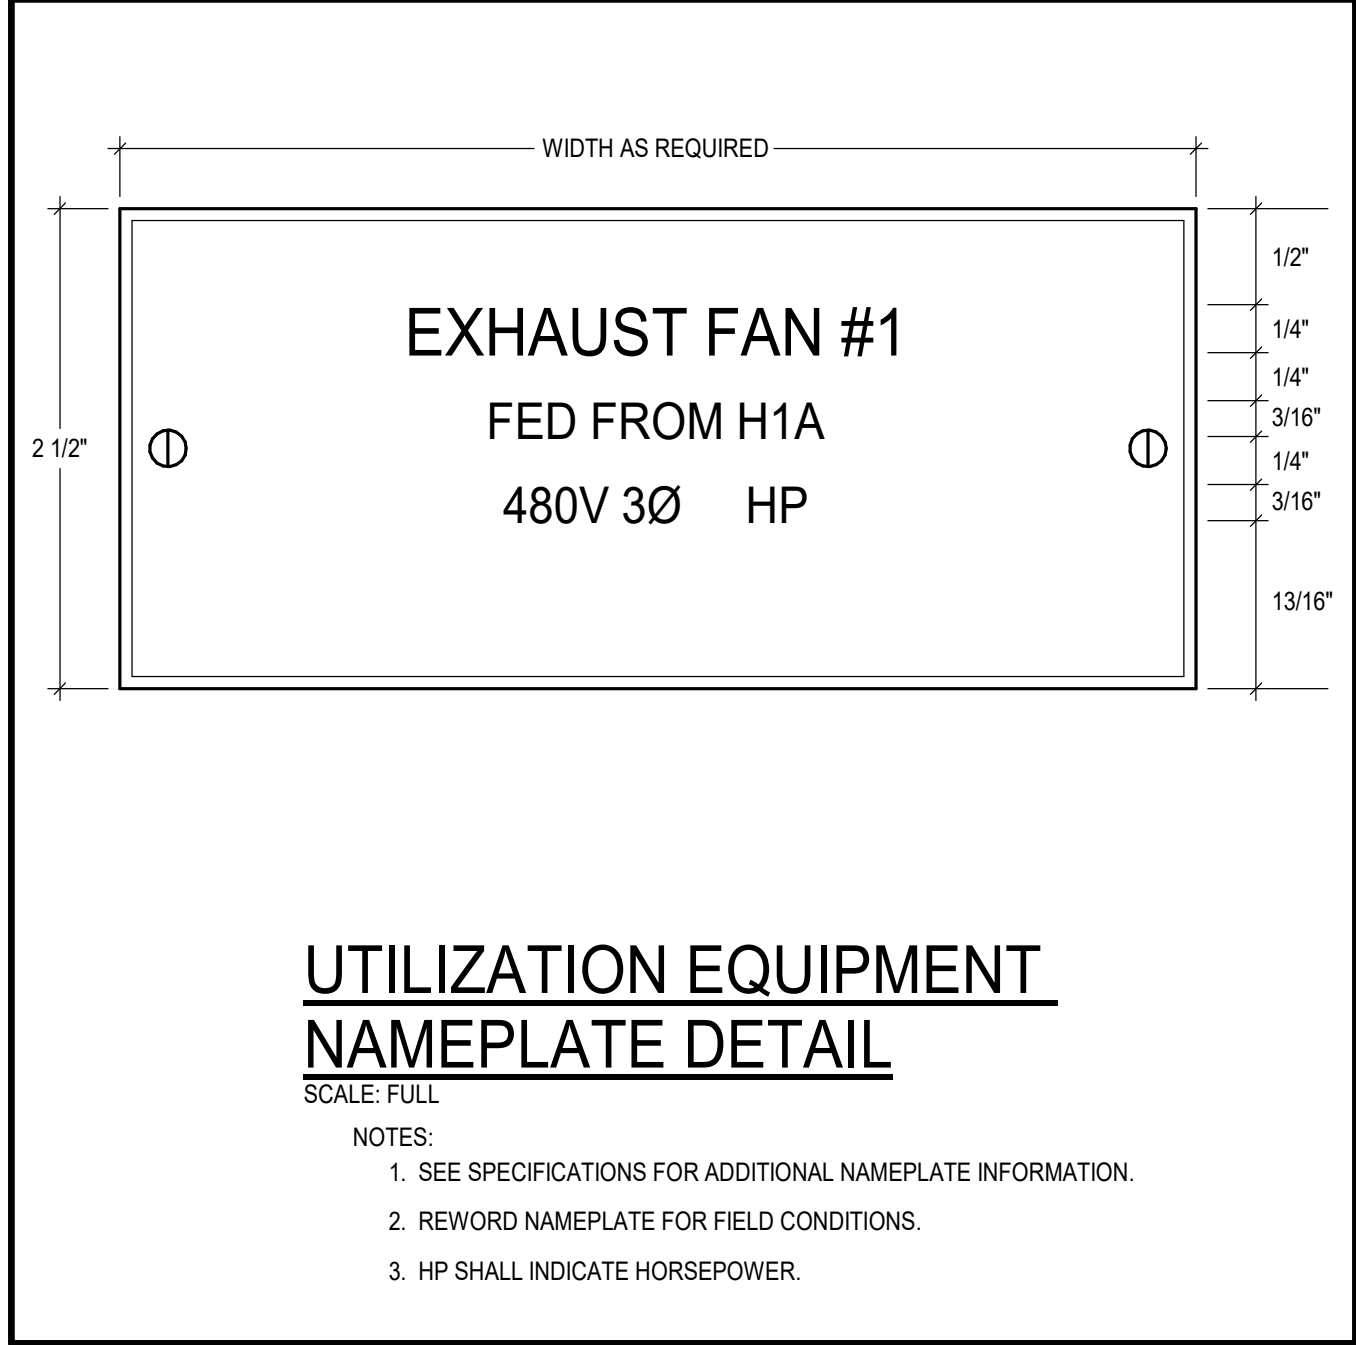 WIDTH AS REQUIRED
1/2"
EXHAUST FAN #1
1/4"
1/4"
FED FROM H1A
3/16"
2 1/2"
1/4"
480V 3Ø HP
3/16"
13/16"
UTILIZATION EQUIPMENT
NAMEPLATE DETAIL
SCALE: FULL
NOTES:
1. SEE SPECIFICATIONS FOR ADDITIONAL NAMEPLATE INFORMATION.
2. REWORD NAMEPLATE FOR FIELD CONDITIONS.
3. HP SHALL INDICATE HORSEPOWER.